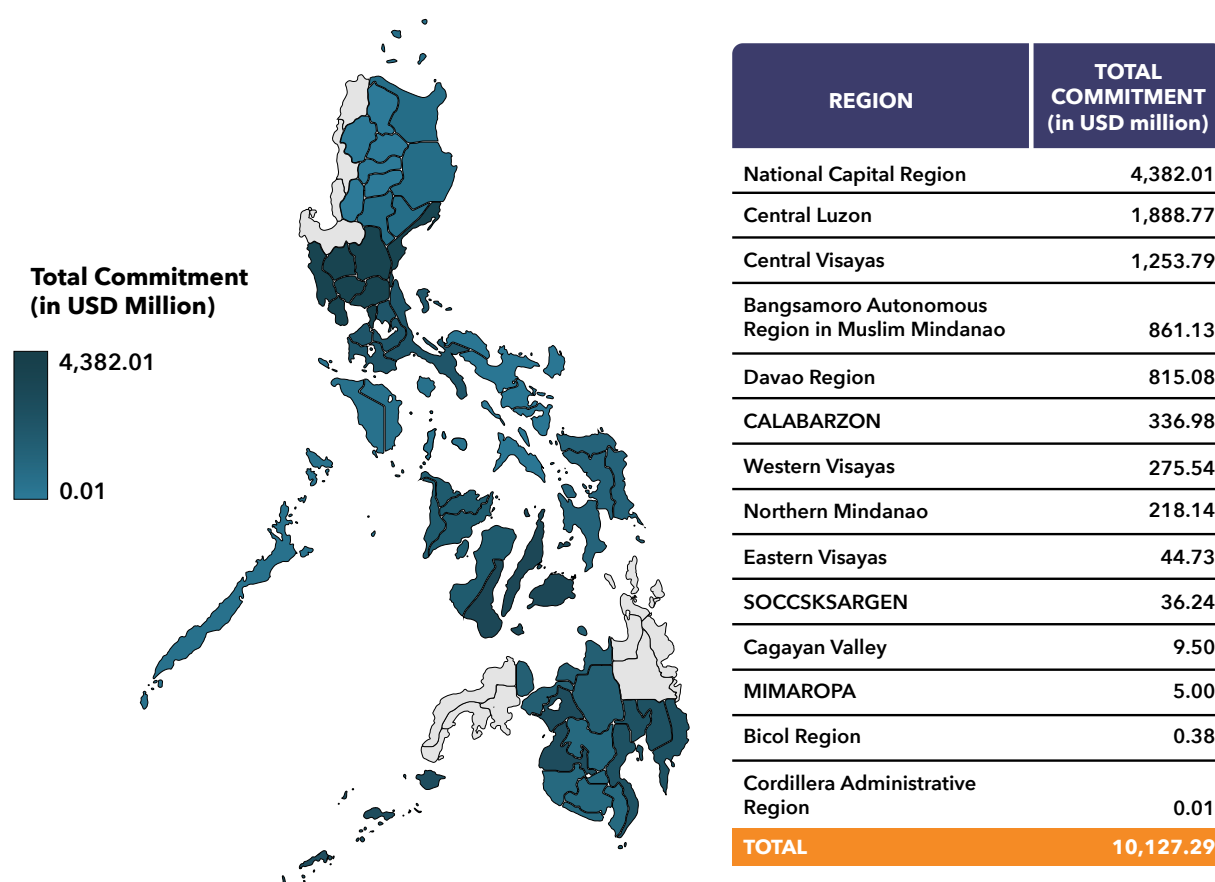 Total Commitment
(in USD Million)
4,382.01
0.01
REGION
TOTAL
COMMITMENT
(in USD million)
National Capital Region 4,382.01
Central Luzon 1,888.77
Central Visayas 1,253.79
Bangsamoro Autonomous
Region in Muslim Mindanao 861.13
Davao Region 815.08
CALABARZON 336.98
Western Visayas 275.54
Northern Mindanao 218.14
Eastern Visayas 44.73
SOCCSKSARGEN 36.24
Cagayan Valley 9.50
MIMAROPA 5.00
Bicol Region 0.38
Cordillera Administrative
Region 0.01
TOTAL 10,127.29